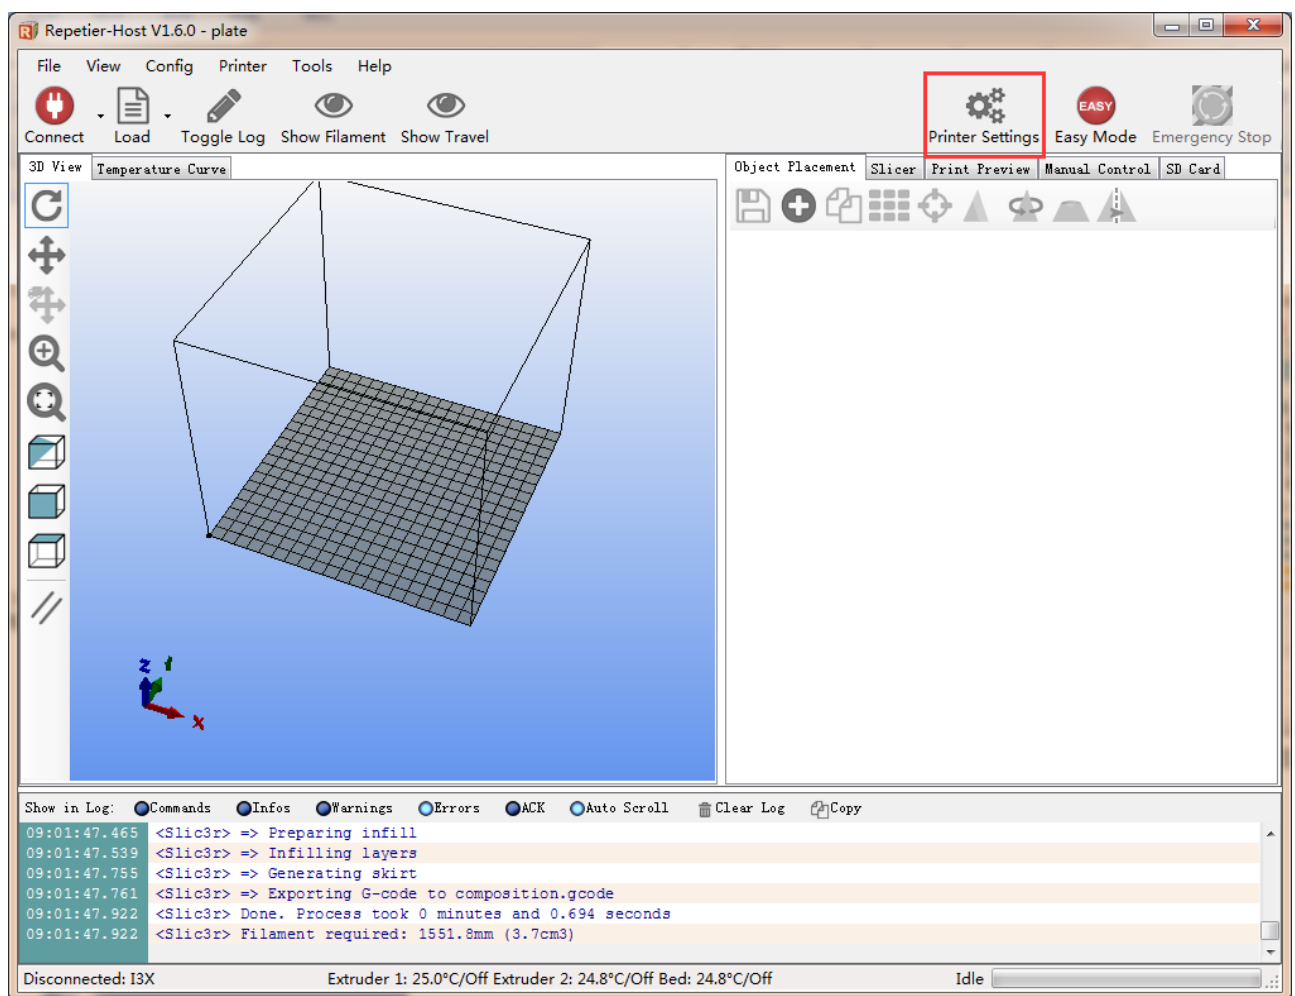 Repetier-Host V1.6.0 - plate
File View Config Printer Tools Help
EASY
Connect Load Toggle Log Show Filament Show Travel Printer Settings Easy Mode Emergency Stop
3D View Temperature Curve Object Placement Slicer Print Preview Manual Control SD Card
Z Y
X
Show in Log: Commands Infos Warnings Errors ACK Auto Scroll Clear Log Copy
09:01:47.465 <Slic3r> => Preparing infill
09:01:47.539 <Slic3r> => Infilling layers
09:01:47.755 <Slic3r> => Generating skirt
09:01:47.761 <Slic3r> => Exporting G-code to composition.gcode
09:01:47.922 <Slic3r> Done. Process took 0 minutes and 0.694 seconds
09:01:47.922 <Slic3r> Filament required: 1551.8mm (3.7cm3)
Disconnected: I3X Extruder 1: 25.0°C/Off Extruder 2: 24.8°C/Off Bed: 24.8°C/Off Idle